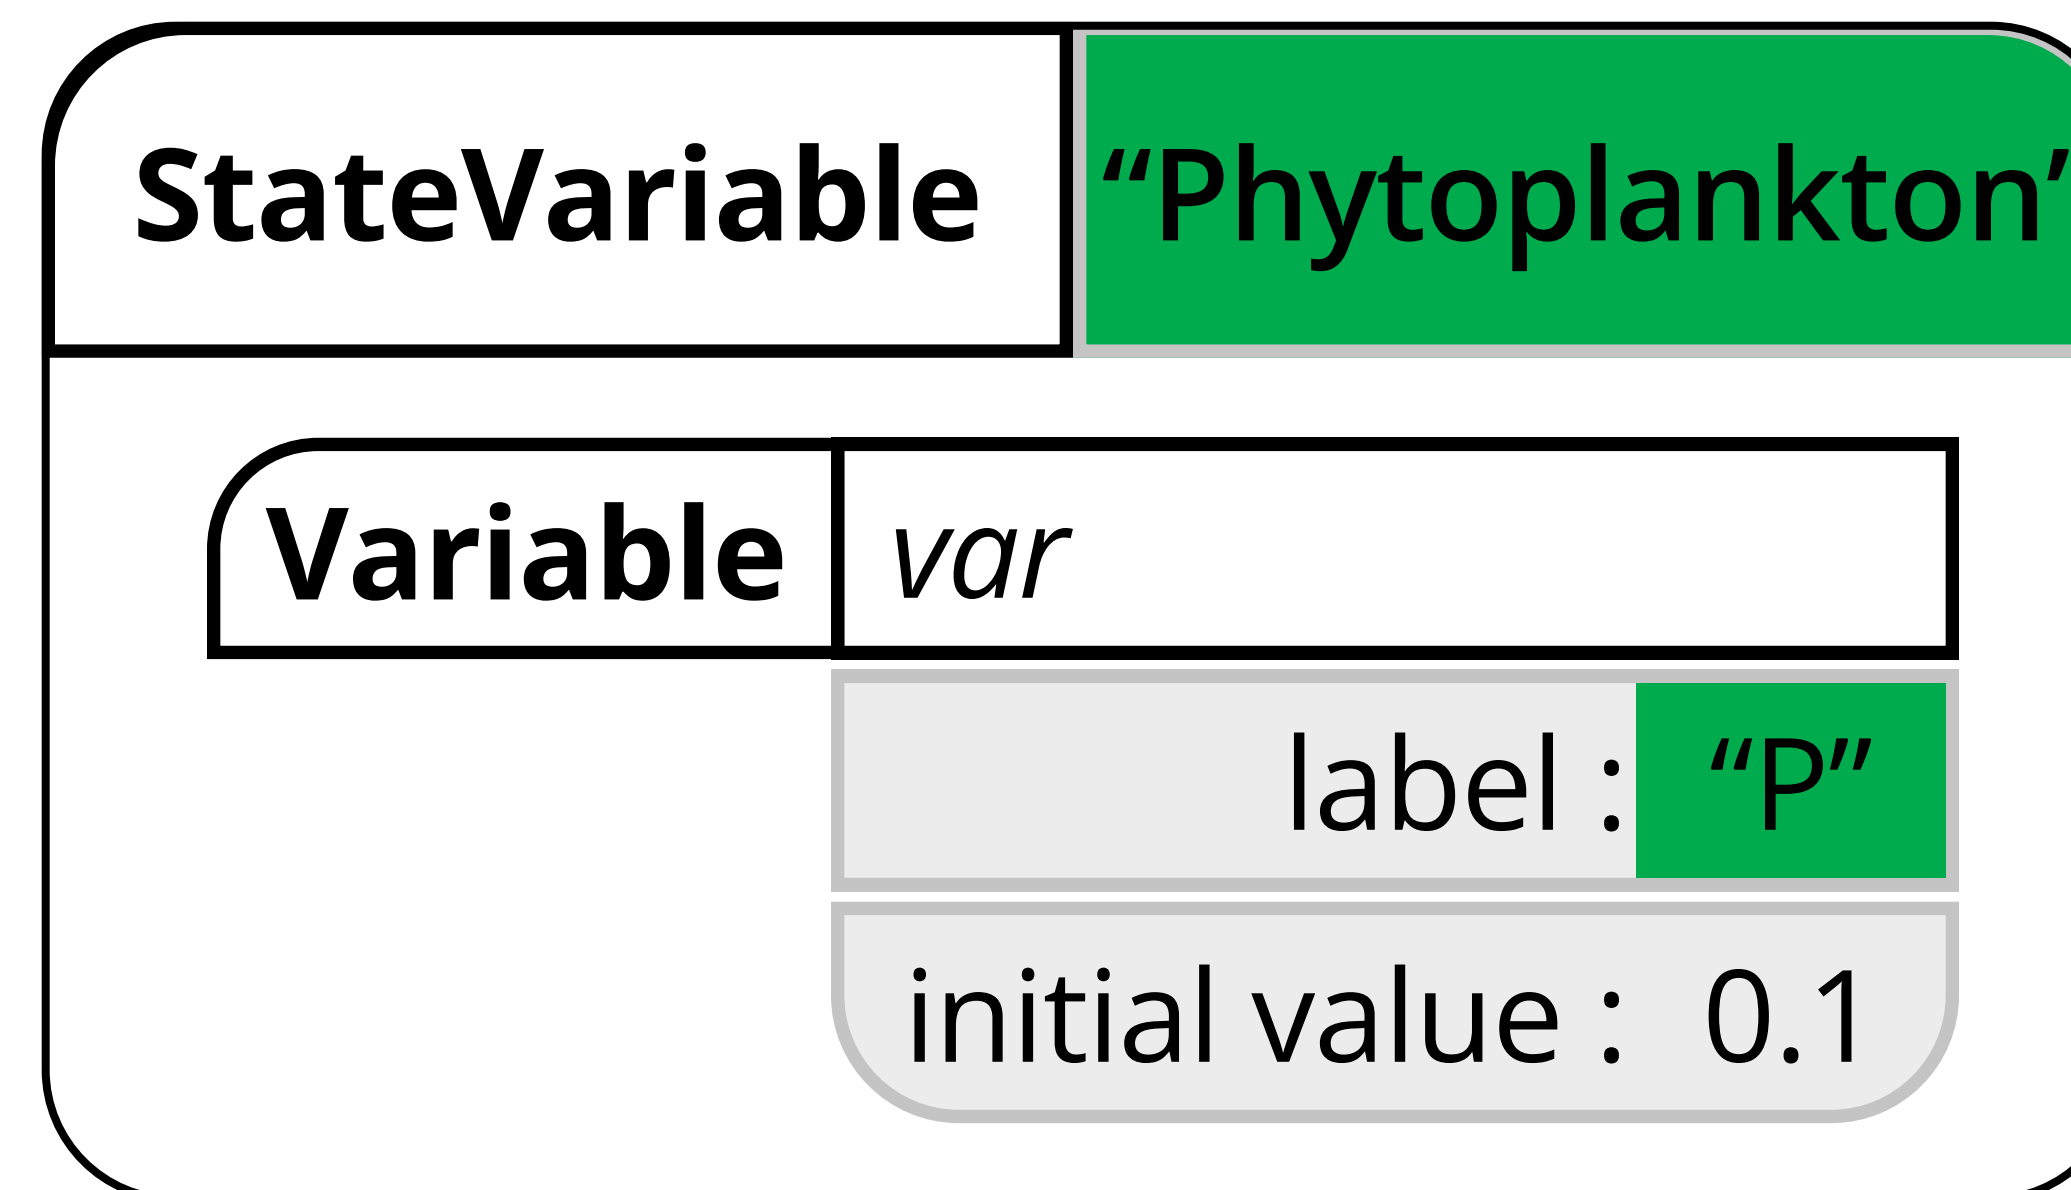 StateVariable “Phytoplankton”
Variable var
label : “P”
initial value : 0.1